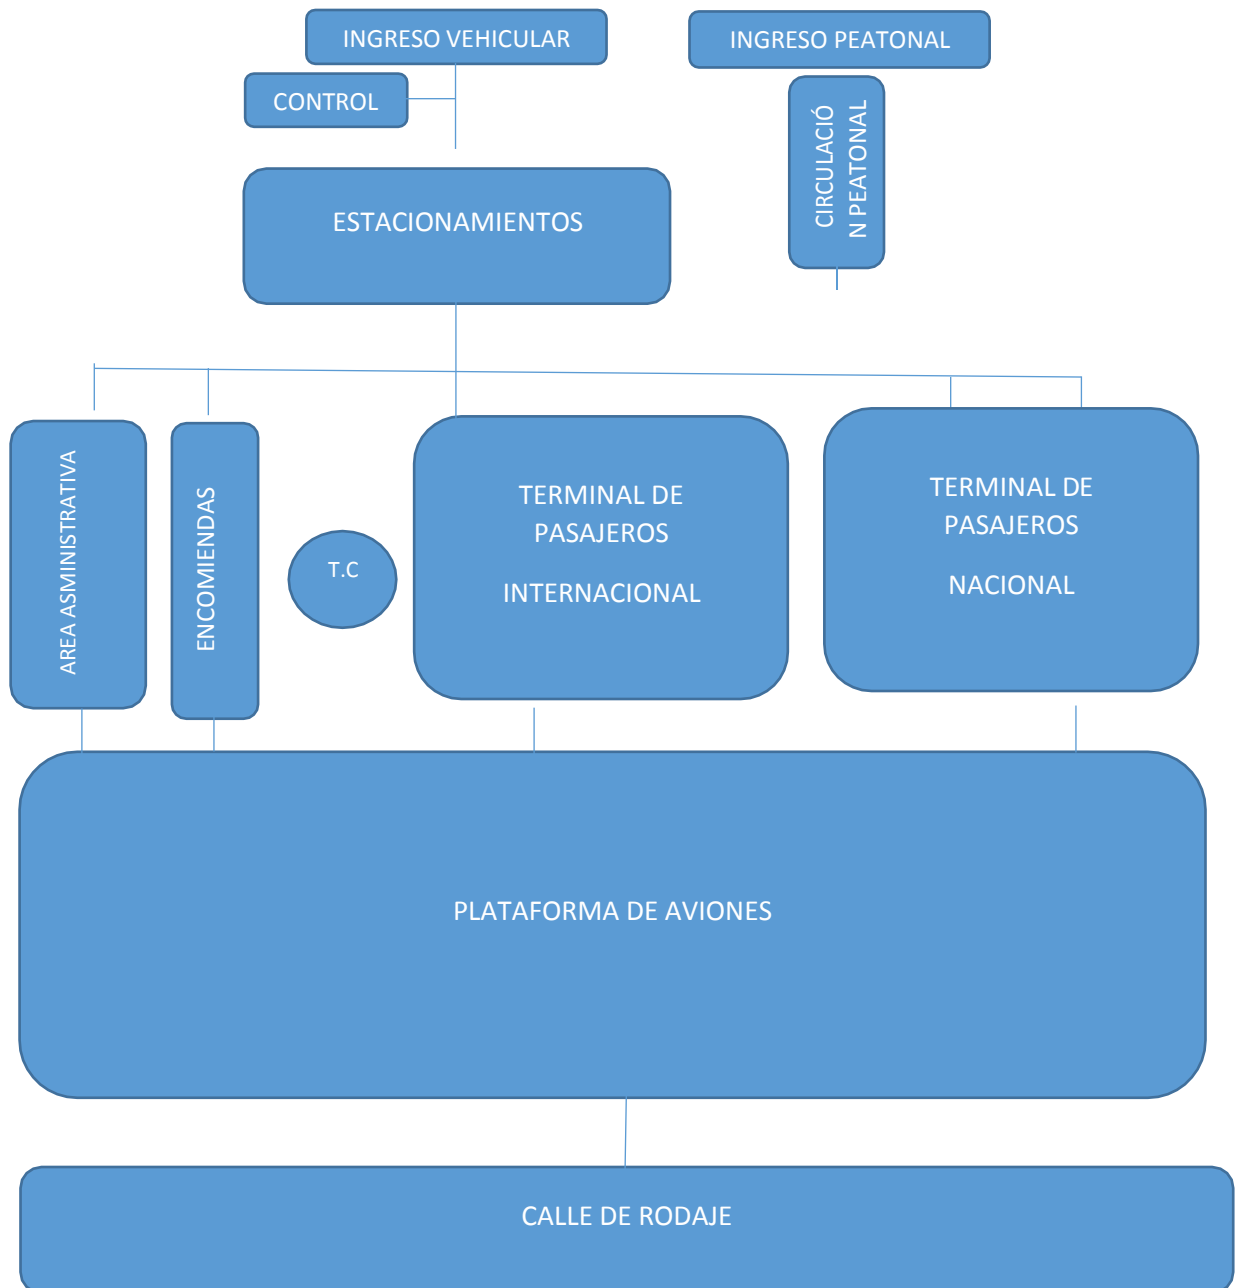 INGRESO VEHICULAR
INGRESO PEATONAL
CONTROL
CIRCULACIÓ
N PEATONAL
ESTACIONAMIENTOS
AREA ASMINISTRATIVA
ENCOMIENDAS
T.C
TERMINAL DE
PASAJEROS
INTERNACIONAL
TERMINAL DE
PASAJEROS
NACIONAL
PLATAFORMA DE AVIONES
CALLE DE RODAJE